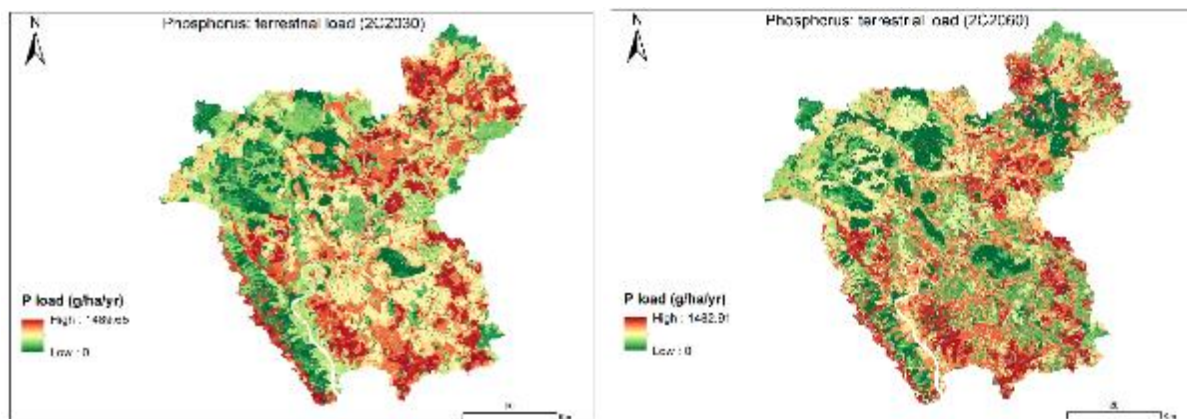 N
Phosphorus: terrestrial load (2C2030)
P load (g/ha/yr)
Low : 0
N
Phosphorus: terrestrial load (2C2060)
P load (g/ha/yr)
High : 1482.91
Low : 0